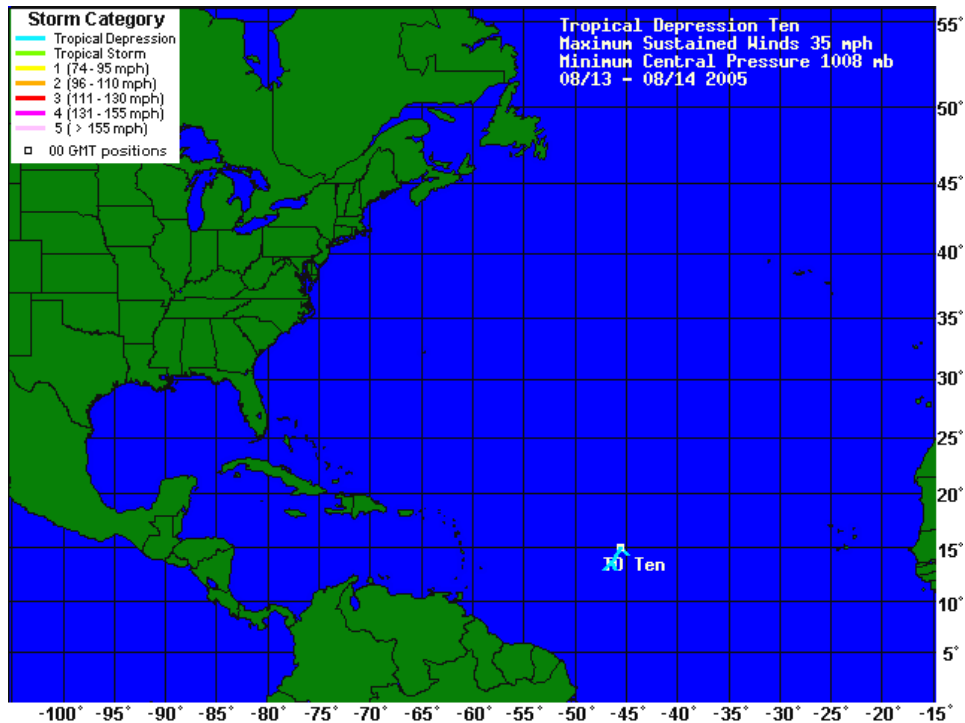 Storm Category
Tropical Depression
Tropical Storm
1 (74 - 95 mph)
2 (96 - 110 mph)
3 (111 - 130 mph)
4 (131 - 155 mph)
5 ( > 155 mph)
00 GMT positions
Tropical Depression Ten
Maximum Sustained Winds 35 mph
Minimum Central Pressure 1008 mb
08/13 - 08/14 2005
55°
50°
45°
40°
35°
30°
25°
20°
15°
10°
5°
TD Ten
-100° -95° -90° -85° -80° -75° -70° -65° -60° -55° -50° -45° -40° -35° -30° -25° -20° -15°